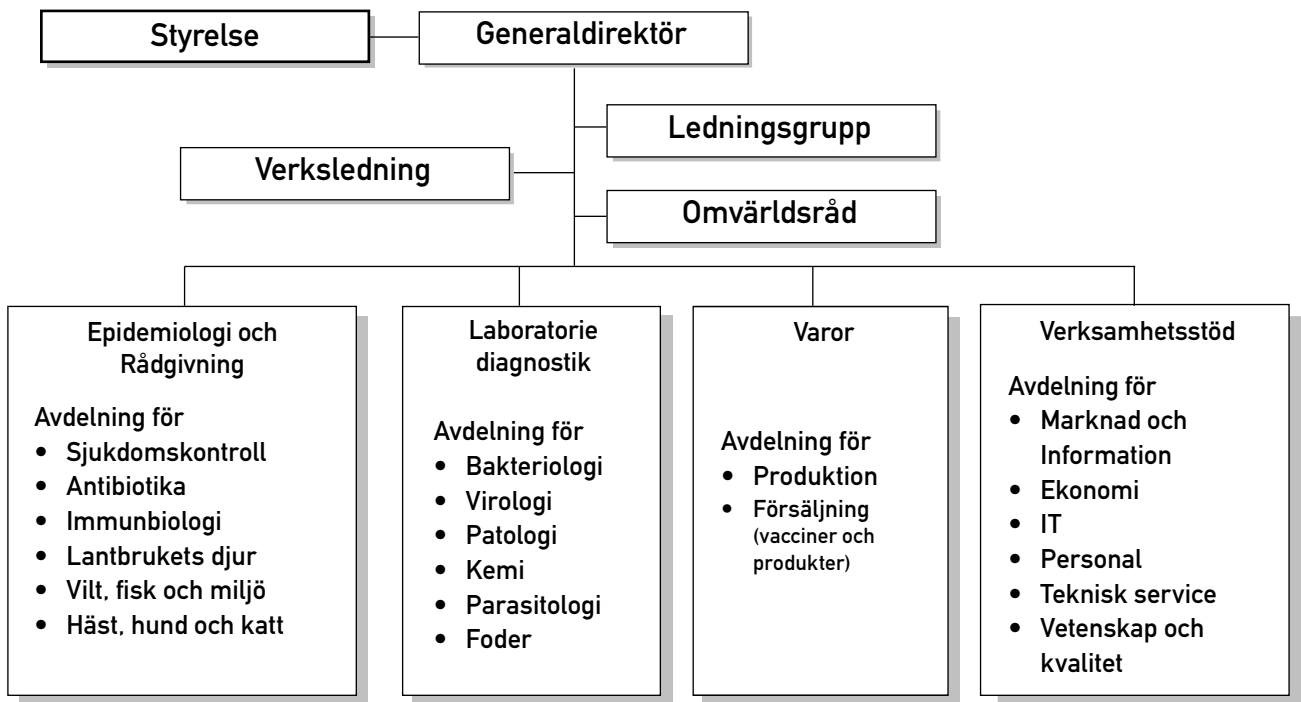 Styrelse
Generaldirektör
Ledningsgrupp
Verksledning
Omvärldsråd
Epidemiologi och
Rådgivning
Avdelning för
• Sjukdomskontroll
• Antibiotika
• Immunbiologi
• Lantbrukets djur
• Vilt, fisk och miljö
• Häst, hund och katt
Laboratorie
diagnostik
Avdelning för
• Bakteriologi
• Virologi
• Patologi
• Kemi
• Parasitologi
• Foder
Varor
Avdelning för
• Produktion
• Försäljning
(vacciner och
produkter)
Verksamhetsstöd
Avdelning för
• Marknad och
Information
• Ekonomi
• IT
• Personal
• Teknisk service
• Vetenskap och
kvalitet